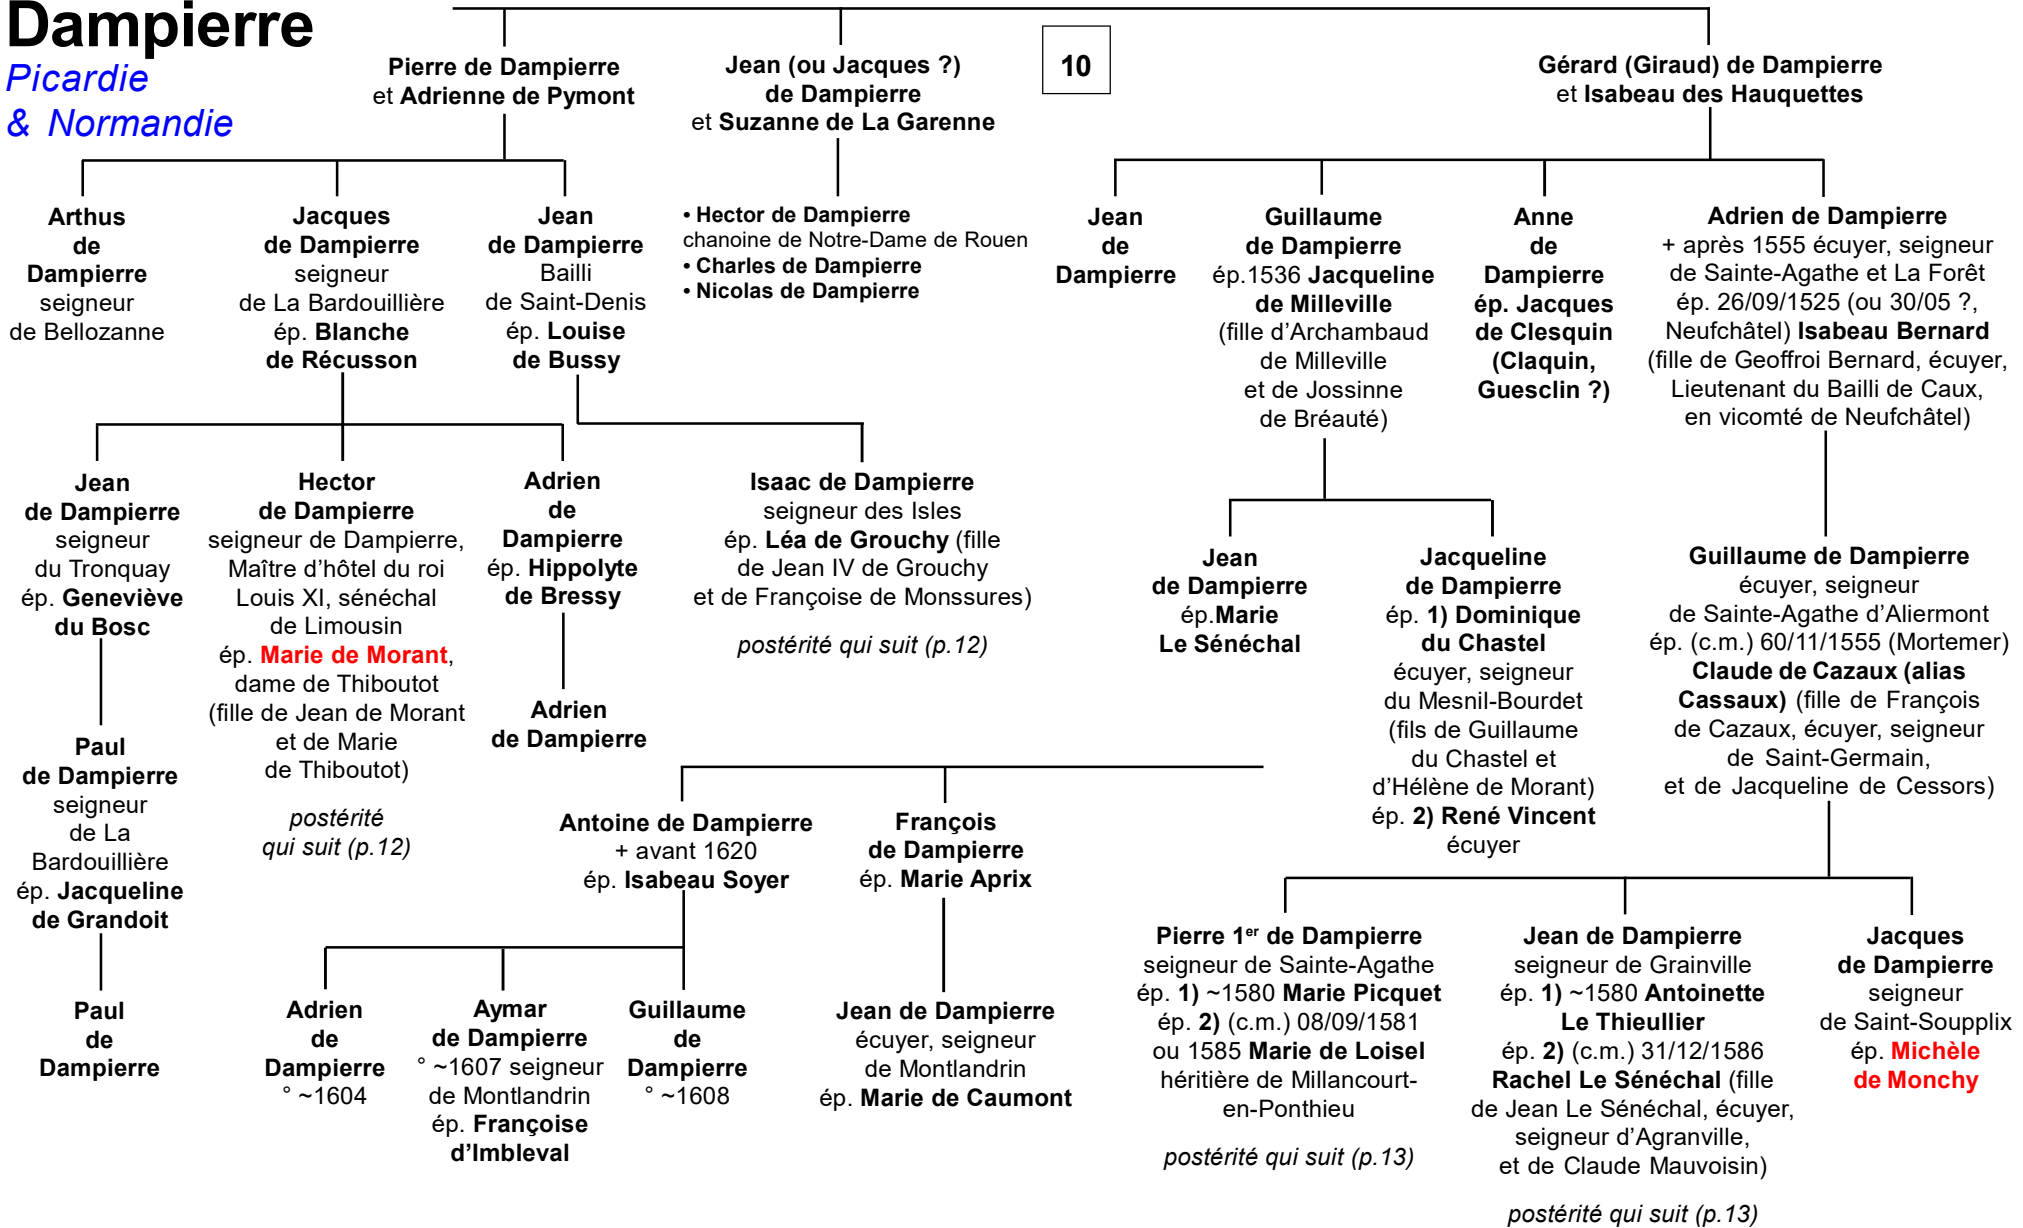 Dampierre
Picardie
& Normandie
10
Pierre de Dampierre
et Adrienne de Pymont
Jean (ou Jacques ?)
de Dampierre
et Suzanne de La Garenne
Gérard (Giraud) de Dampierre
et Isabeau des Hauquettes
Arthus
de
Dampierre
seigneur
de Bellozanne
Jacques
de Dampierre
seigneur
de La Bardouillière
ép. Blanche
de Récusson
Jean
de Dampierre
Bailli
de Saint-Denis
ép. Louise
de Bussy
• Hector de Dampierre
chanoine de Notre-Dame de Rouen
• Charles de Dampierre
• Nicolas de Dampierre
Jean
de
Dampierre
Guillaume
de Dampierre
ép.1536 Jacqueline
de Milleville
(fille d’Archambaud
de Milleville
et de Jossinne
de Bréauté)
Anne
de
Dampierre
ép. Jacques
de Clesquin
(Claquin,
Guesclin ?)
Adrien de Dampierre
+ après 1555 écuyer, seigneur
de Sainte-Agathe et La Forêt
ép. 26/09/1525 (ou 30/05 ?,
Neufchâtel) Isabeau Bernard
(fille de Geoffroi Bernard, écuyer,
Lieutenant du Bailli de Caux,
en vicomté de Neufchâtel)
Jean
de Dampierre
seigneur
du Tronquay
ép. Geneviève
du Bosc
Hector
de Dampierre
seigneur de Dampierre,
Maître d’hôtel du roi
Louis XI, sénéchal
de Limousin
ép. Marie de Morant,
dame de Thiboutot
(fille de Jean de Morant
et de Marie
de Thiboutot)
postérité
qui suit (p.12)
Adrien
de
Dampierre
ép. Hippolyte
de Bressy
Isaac de Dampierre
seigneur des Isles
ép. Léa de Grouchy (fille
de Jean IV de Grouchy
et de Françoise de Monssures)
postérité qui suit (p.12)
Jean
de Dampierre
ép.Marie
Le Sénéchal
Jacqueline
de Dampierre
ép. 1) Dominique
du Chastel
écuyer, seigneur
du Mesnil-Bourdet
(fils de Guillaume
du Chastel et
d’Hélène de Morant)
ép. 2) René Vincent
écuyer
Guillaume de Dampierre
écuyer, seigneur
de Sainte-Agathe d’Aliermont
ép. (c.m.) 60/11/1555 (Mortemer)
Claude de Cazaux (alias
Cassaux) (fille de François
de Cazaux, écuyer, seigneur
de Saint-Germain,
et de Jacqueline de Cessors)
Paul
de Dampierre
seigneur
de La
Bardouillière
ép. Jacqueline
de Grandoit
Adrien
de Dampierre
Antoine de Dampierre
+ avant 1620
ép. Isabeau Soyer
François
de Dampierre
ép. Marie Aprix
Pierre 1er de Dampierre
seigneur de Sainte-Agathe
ép. 1) ~1580 Marie Picquet
ép. 2) (c.m.) 08/09/1581
ou 1585 Marie de Loisel
héritière de Millancourt-
en-Ponthieu
postérité qui suit (p.13)
Jean de Dampierre
seigneur de Grainville
ép. 1) ~1580 Antoinette
Le Thieullier
ép. 2) (c.m.) 31/12/1586
Rachel Le Sénéchal (fille
de Jean Le Sénéchal, écuyer,
seigneur d’Agranville,
et de Claude Mauvoisin)
postérité qui suit (p.13)
Jacques
de Dampierre
seigneur
de Saint-Soupplix
ép. Michèle
de Monchy
Paul
de
Dampierre
Adrien
de
Dampierre
° ~1604
Aymar
de Dampierre
° ~1607 seigneur
de Montlandrin
ép. Françoise
d’Imbleval
Guillaume
de
Dampierre
° ~1608
Jean de Dampierre
écuyer, seigneur
de Montlandrin
ép. Marie de Caumont